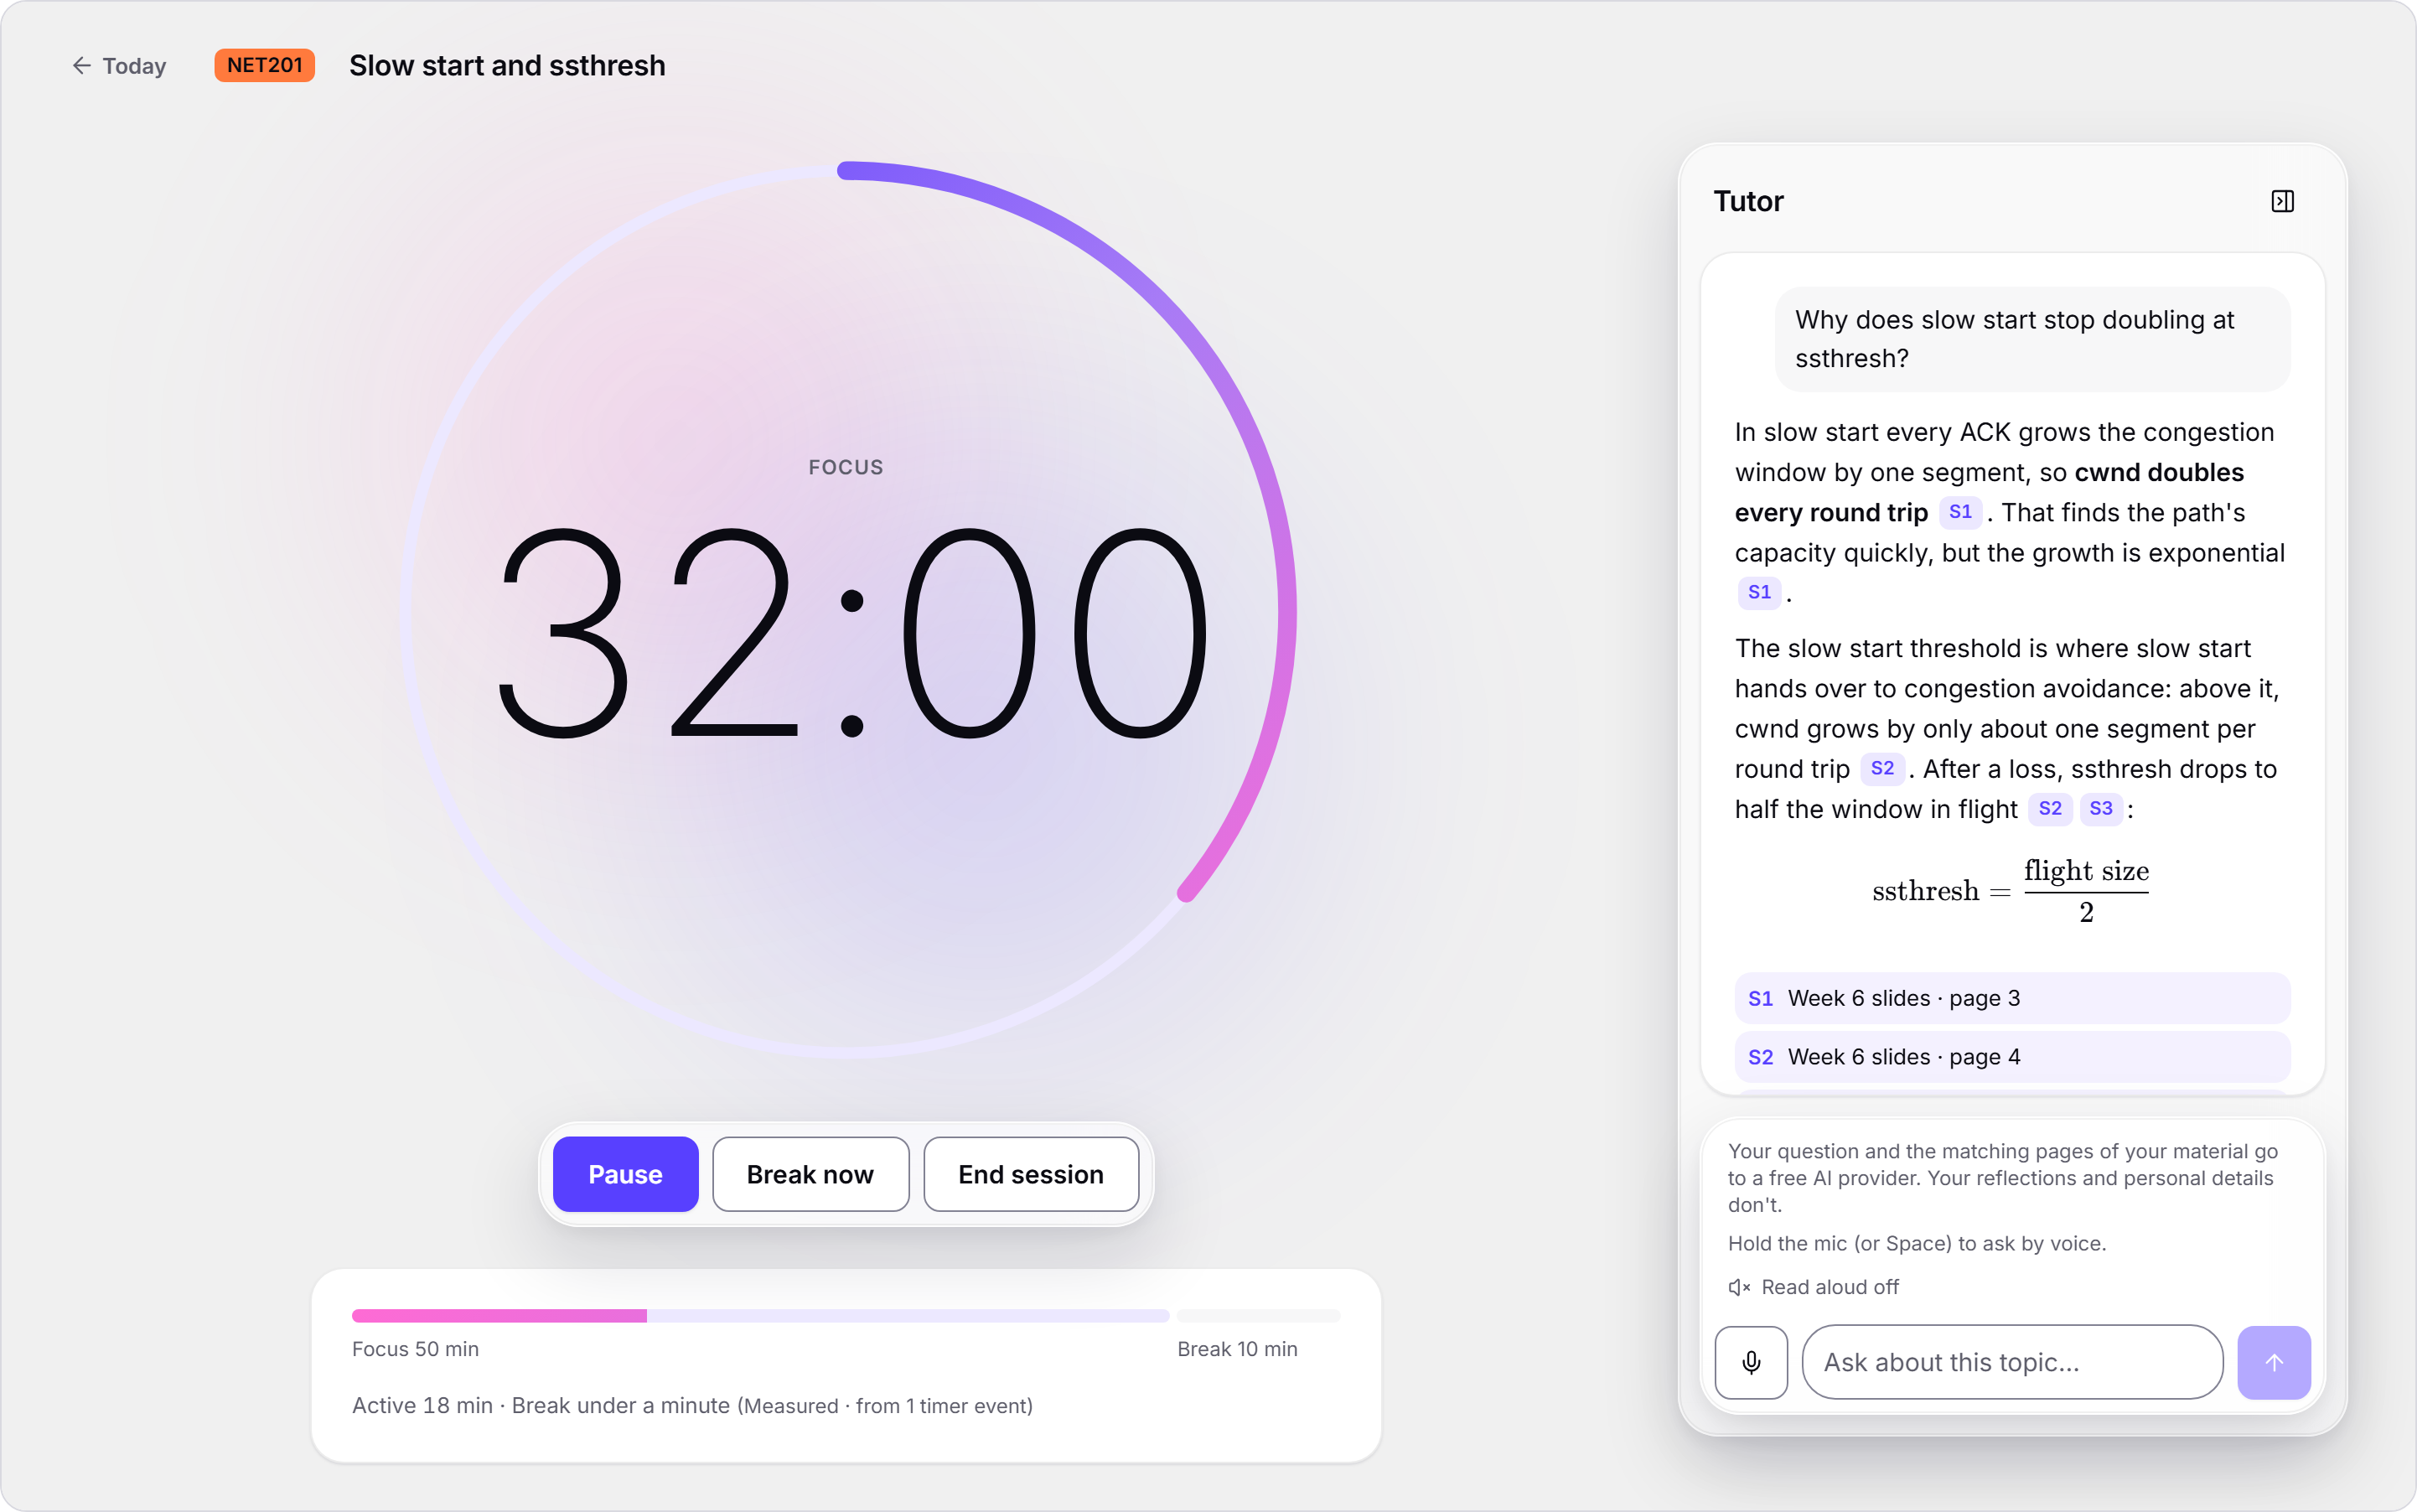 Today
NET201
Slow start and ssthresh
FOCUS
32:00
Pause
Break now
End session
Focus 50 min
Break 10 min
Active 18 min · Break under a minute (Measured · from 1 timer event)
Tutor
Why does slow start stop doubling at
ssthresh?
In slow start every ACK grows the congestion
window by one segment, so cwnd doubles
every round trip S1 . That finds the path's
capacity quickly, but the growth is exponential
S1 .
The slow start threshold is where slow start
hands over to congestion avoidance: above it,
cwnd grows by only about one segment per
round trip S2 . After a loss, ssthresh drops to
half the window in flight S2 S3 :
ssthresh = flight size
2
S1 Week 6 slides · page 3
S2 Week 6 slides · page 4
Your question and the matching pages of your material go
to a free AI provider. Your reflections and personal details
don't.
Hold the mic (or Space) to ask by voice.
Read aloud off
Ask about this topic...